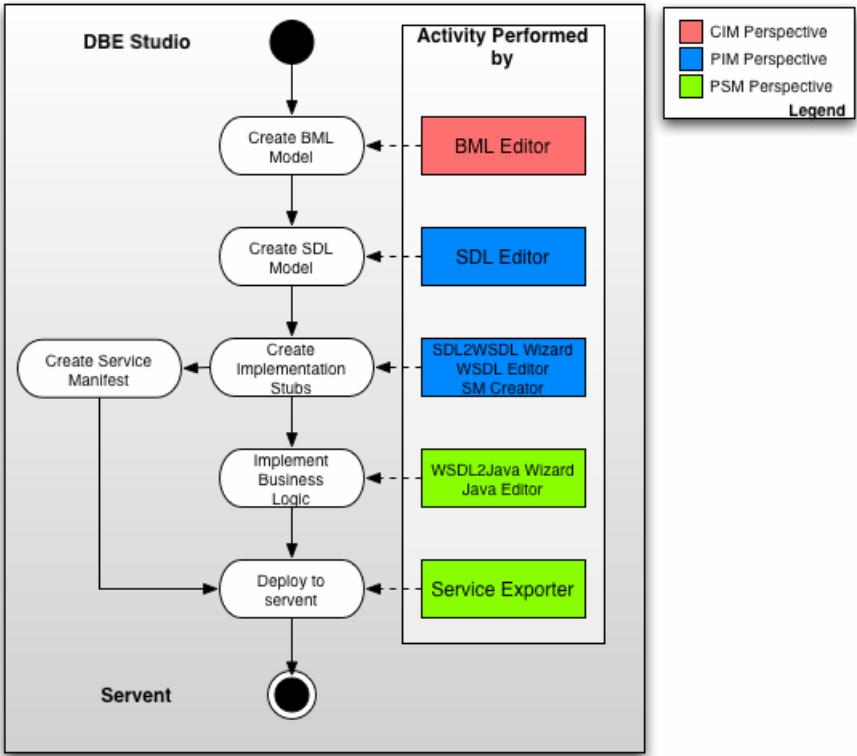 DBE Studio
Activity Performed
by
CIM Perspective
PIM Perspective
PSM Perspective
Legend
Create BML
Model
BML Editor
Create SDL
Model
SDL Editor
Create Service
Manifest
Create
Implementation
Stubs
SDL2WSDL Wizard
WSDL Editor
SM Creator
Implement
Business
Logic
WSDL2Java Wizard
Java Editor
Deploy to
servent
Service Exporter
Servent